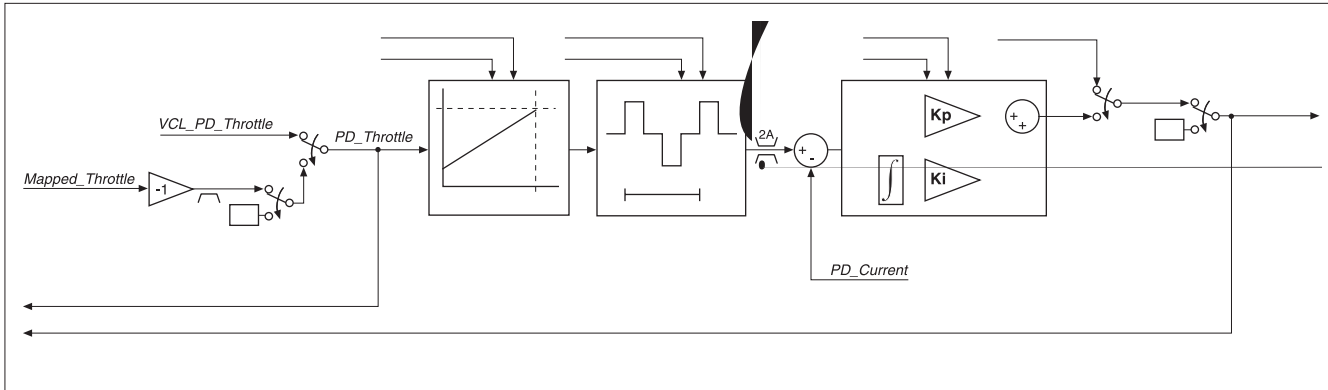 VCL_PD_Throttle
PD_Throttle
Mapped_Throttle
-1
2A
+
-
Kp
Ki
∫
+
+
PD_Current